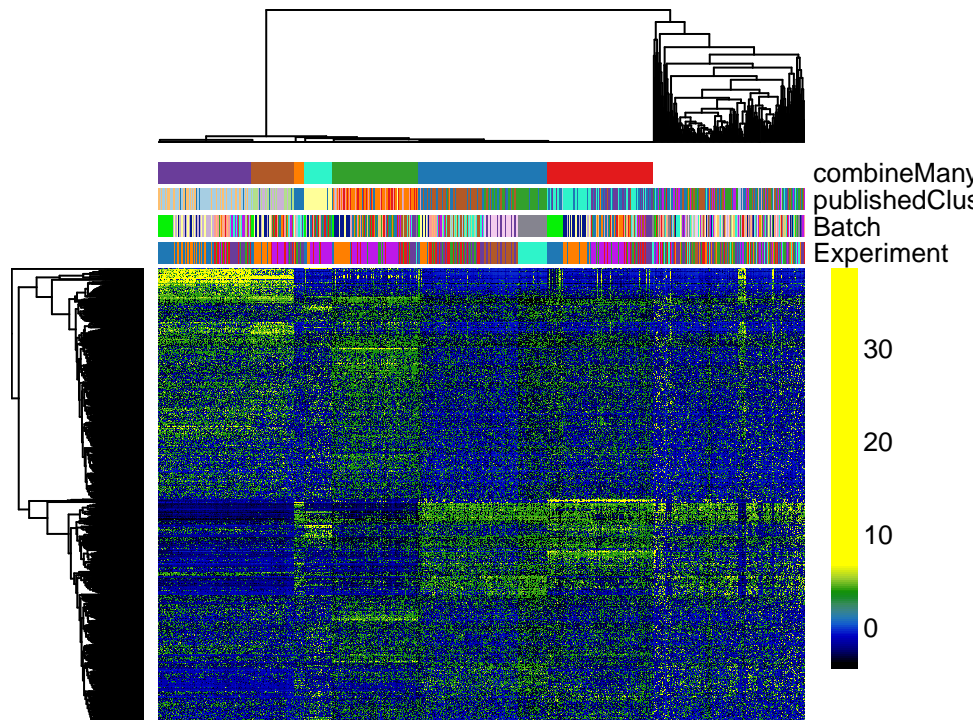 combineMany
publishedClus
Batch
Experiment
30
20
10
0